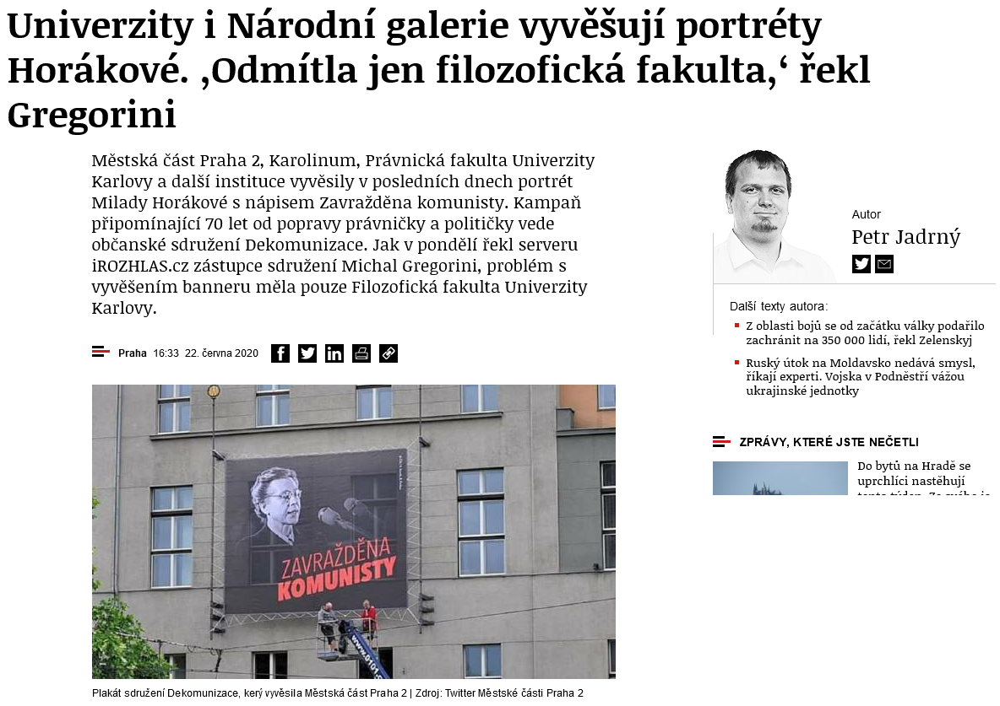 Univerzity i Národní galerie vyvěšují portréty
Horákové. ‚Odmítla jen filozofická fakulta,‘ řekl
Gregorini
Městská část Praha 2, Karolinum, Právnická fakulta Univerzity
Karlovy a další instituce vyvěsily v posledních dnech portrét
Milady Horákové s nápisem Zavražděna komunisty. Kampaň
připomínající 70 let od popravy právničky a političky vede
občanské sdružení Dekomunizace. Jak v pondělí řekl serveru
iROZHLAS.cz zástupce sdružení Michal Gregorini, problém s
vyvěšením banneru měla pouze Filozofická fakulta Univerzity
Karlovy.
Praha 16:33 22. června 2020
ZAVRAŽDĚNA
KOMUNISTY
Plakát sdružení Dekomunizace, kerý vyvěsila Městská část Praha 2 | Zdroj: Twitter Městské části Praha 2
Autor
Petr Jadrný
Další texty autora:
Z oblasti bojů se od začátku války podařilo
zachránit na 350 000 lidí, řekl Zelenskyj
Ruský útok na Moldavsko nedává smysl,
říkají experti. Vojska v Podněstří vážou
ukrajinské jednotky
ZPRÁVY, KTERÉ JSTE NEČETLI
Do bytů na Hradě se
uprchlíci nastěhují